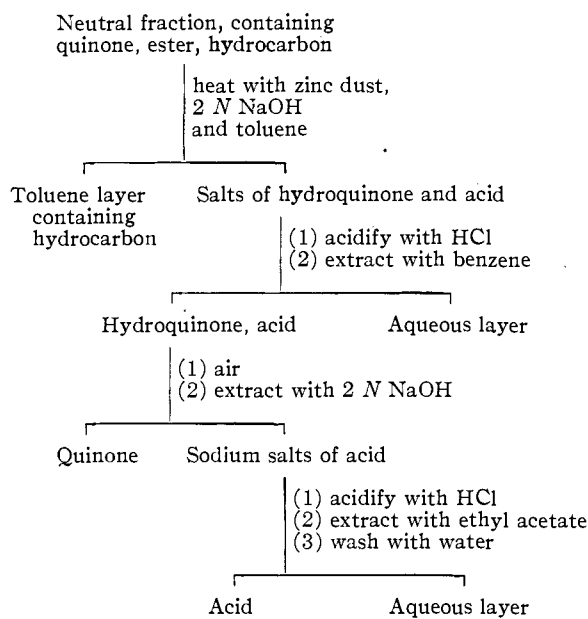 Neutral fraction, containing
quinone, ester, hydrocarbon
heat with zinc dust,
2 N NaOH
and toluene
Toluene layer
containing
hydrocarbon
Salts of hydroquinone and acid
(1) acidify with HCl
(2) extract with benzene
Hydroquinone, acid
Aqueous layer
(1) air
(2) extract with 2 N NaOH
Quinone
Sodium salts of acid
(1) acidify with HCl
(2) extract with ethyl acetate
(3) wash with water
Acid
Aqueous layer